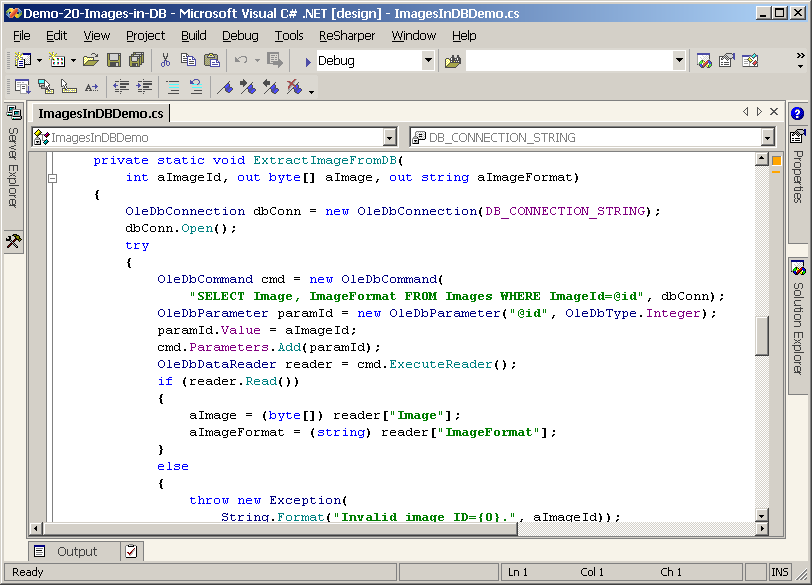 Demo-20-Images-in-DB - Microsoft Visual C# .NET [design] - ImagesInDBDemo.cs
File Edit View Project Build Debug Tools ReSharper Window Help
Debug
ImagesInDBDemo.cs
ImagesInDBDemo DB_CONNECTION_STRING
Server Explorer
private static void ExtractImageFromDB(
int aImageId, out byte[] aImage, out string aImageFormat)
{
OleDbConnection dbConn = new OleDbConnection(DB_CONNECTION_STRING);
dbConn.Open();
try
{
OleDbCommand cmd = new OleDbCommand(
"SELECT Image, ImageFormat FROM Images WHERE ImageId=@id", dbConn);
OleDbParameter paramId = new OleDbParameter("@id", OleDbType.Integer);
paramId.Value = aImageId;
cmd.Parameters.Add(paramId);
OleDbDataReader reader = cmd.ExecuteReader();
if (reader.Read())
{
aImage = (byte[]) reader["Image"];
aImageFormat = (string) reader["ImageFormat"];
}
else
{
throw new Exception(
String.Format("Invalid image ID={0}.", aImageId));
Properties
Solution Explorer
Output
Ready Ln 1 Col 1 Ch 1 INS